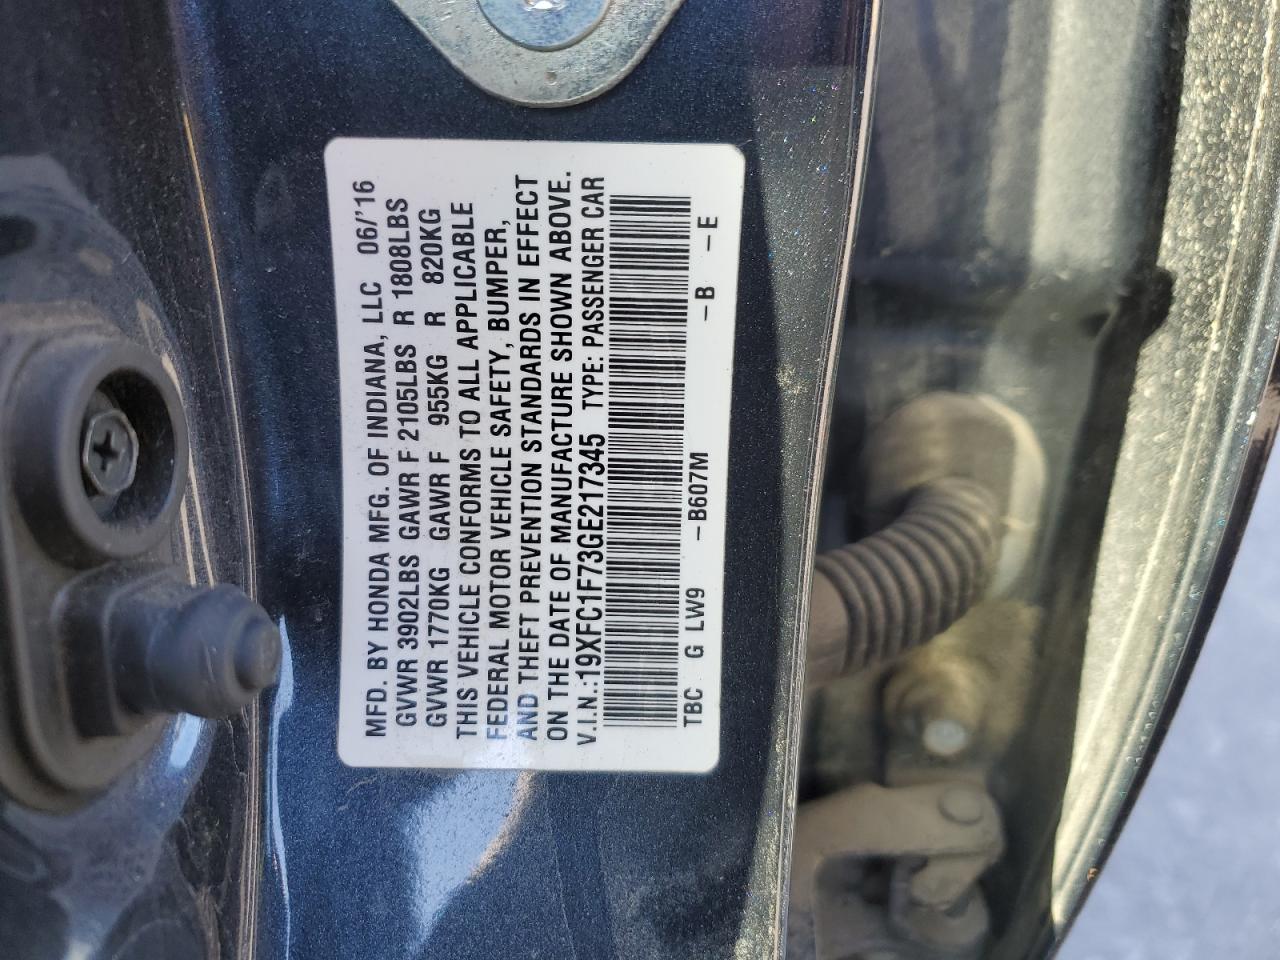 MFD. BY HONDA MFG. OF INDIANA, LLC 06/'16
GVWR 3902LBS GAWR F 2105LBS R 1808LBS
GVWR 1770KG GAWR F 955KG R 820KG
THIS VEHICLE CONFORMS TO ALL APPLICABLE
FEDERAL MOTOR VEHICLE SAFETY, BUMPER,
AND THEFT PREVENTION STANDARDS IN EFFECT
ON THE DATE OF MANUFACTURE SHOWN ABOVE.
V.I.N.:19XFC1F73GE217345 TYPE: PASSENGER CAR
TBC G LW9 -B607M -B -E